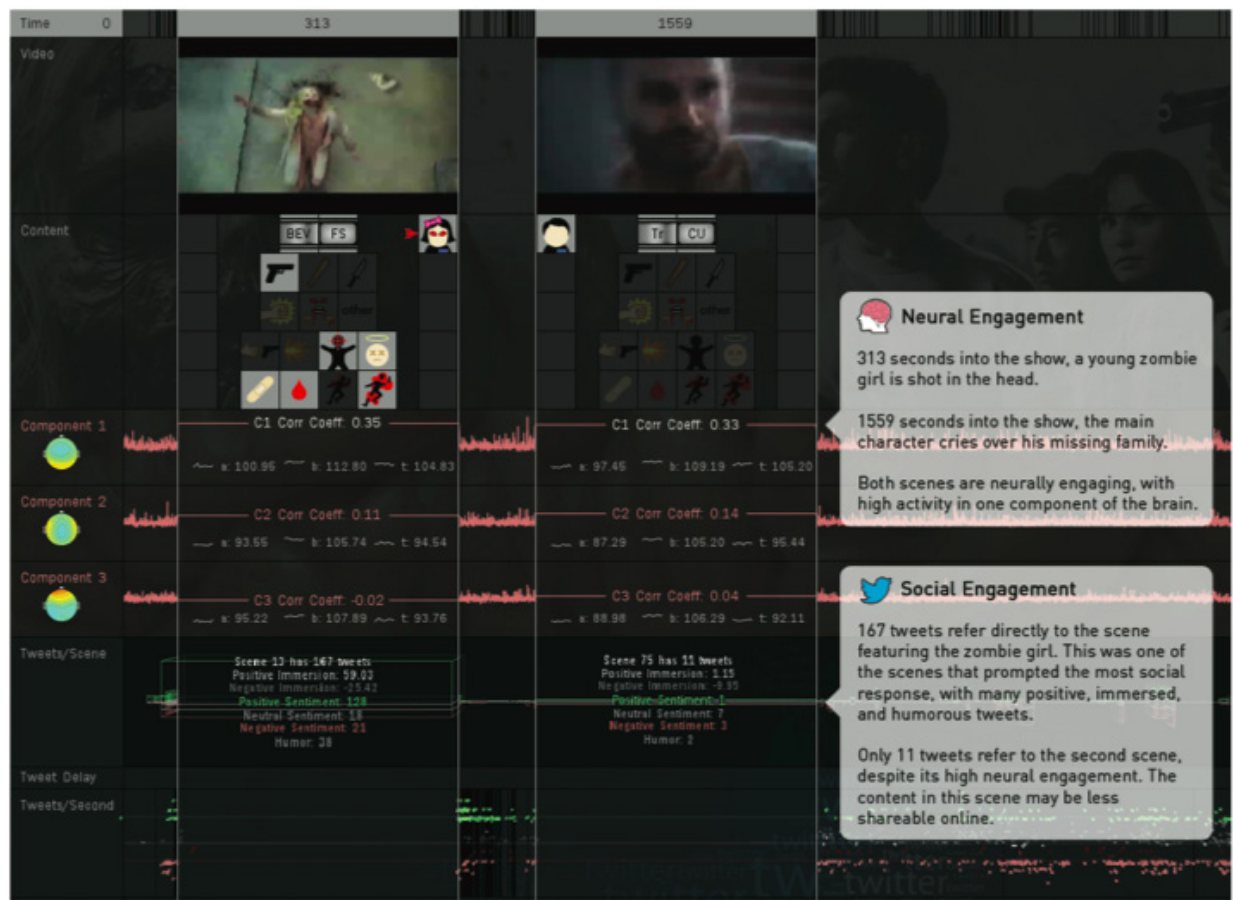 Time 0 313 1559
Video
Content
BEV FS
Tr CU
other
other
Component 1
C1 Corr Coeff: 0.35
C1 Corr Coeff: 0.33
a: 100.95 b: 112.80 t: 104.83
a: 97.45 b: 109.19 t: 105.20
Component 2
C2 Corr Coeff: 0.11
C2 Corr Coeff: 0.14
a: 93.55 b: 105.74 t: 94.54
a: 87.29 b: 105.20 t: 95.44
Component 3
C3 Corr Coeff: -0.02
C3 Corr Coeff: 0.04
a: 95.22 b: 107.89 t: 93.76
a: 88.98 b: 106.29 t: 92.11
Tweets/Scene
Scene 13 has 167 tweets
Positive Immersion: 59.03
Negative Immersion: -25.42
Positive Sentiment: 128
Neutral Sentiment: 18
Negative Sentiment: 21
Humor: 38
Scene 75 has 11 tweets
Positive Immersion: 1.15
Negative Immersion: -9.95
Positive Sentiment: 1
Neutral Sentiment: 7
Negative Sentiment: 3
Humor: 2
Tweet Delay
Tweets/Second
Neural Engagement
313 seconds into the show, a young zombie
girl is shot in the head.
1559 seconds into the show, the main
character cries over his missing family.
Both scenes are neurally engaging, with
high activity in one component of the brain.
Social Engagement
167 tweets refer directly to the scene
featuring the zombie girl. This was one of
the scenes that prompted the most social
response, with many positive, immersed,
and humorous tweets.
Only 11 tweets refer to the second scene,
despite its high neural engagement. The
content in this scene may be less
shareable online.
twitter